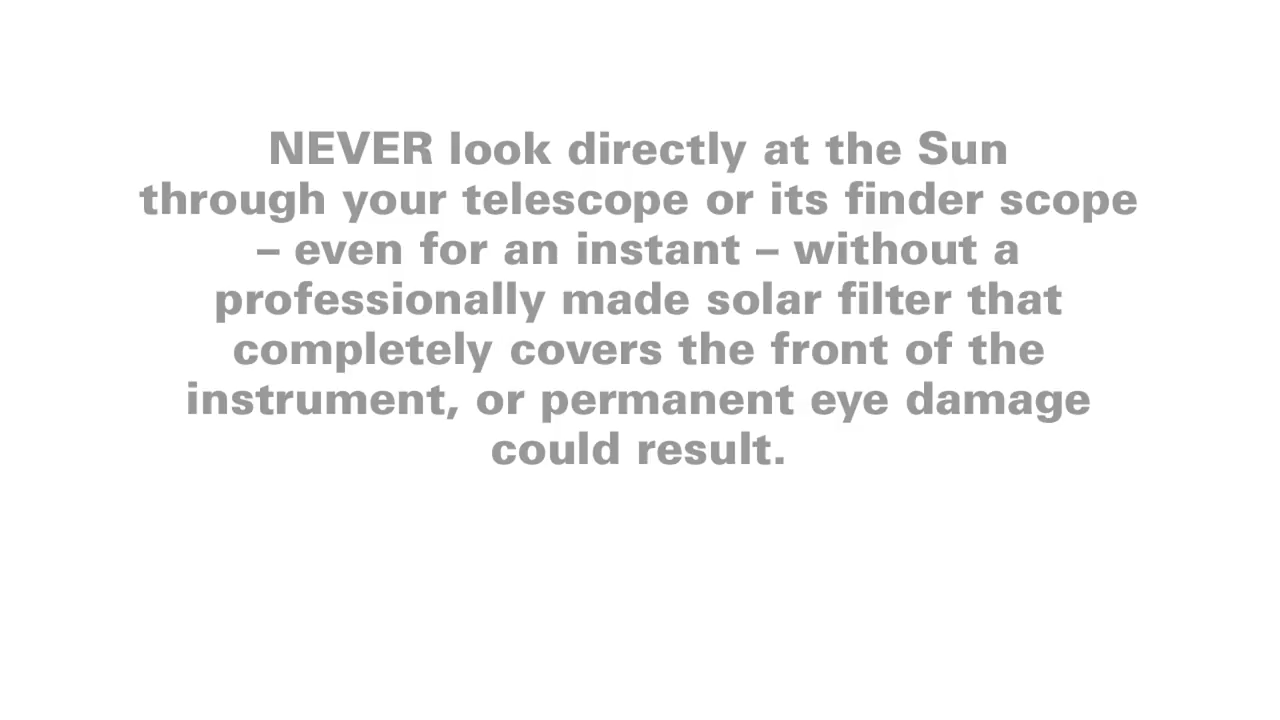 NEVER look directly at the Sun
through your telescope or its finder scope
– even for an instant – without a
professionally made solar filter that
completely covers the front of the
instrument, or permanent eye damage
could result.